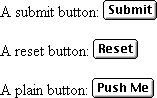 A submit button: Submit
A reset button: Reset
A plain button: Push Me